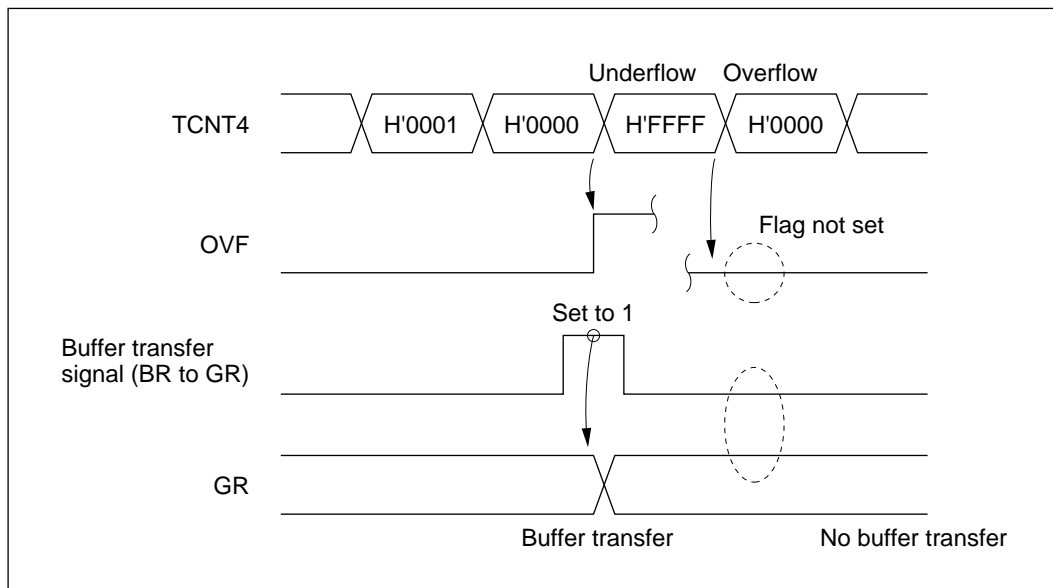 Underflow Overflow
TCNT4 H'0001 H'0000 H'FFFF H'0000
OVF
Flag not set
Set to 1
Buffer transfer
signal (BR to GR)
GR
Buffer transfer No buffer transfer